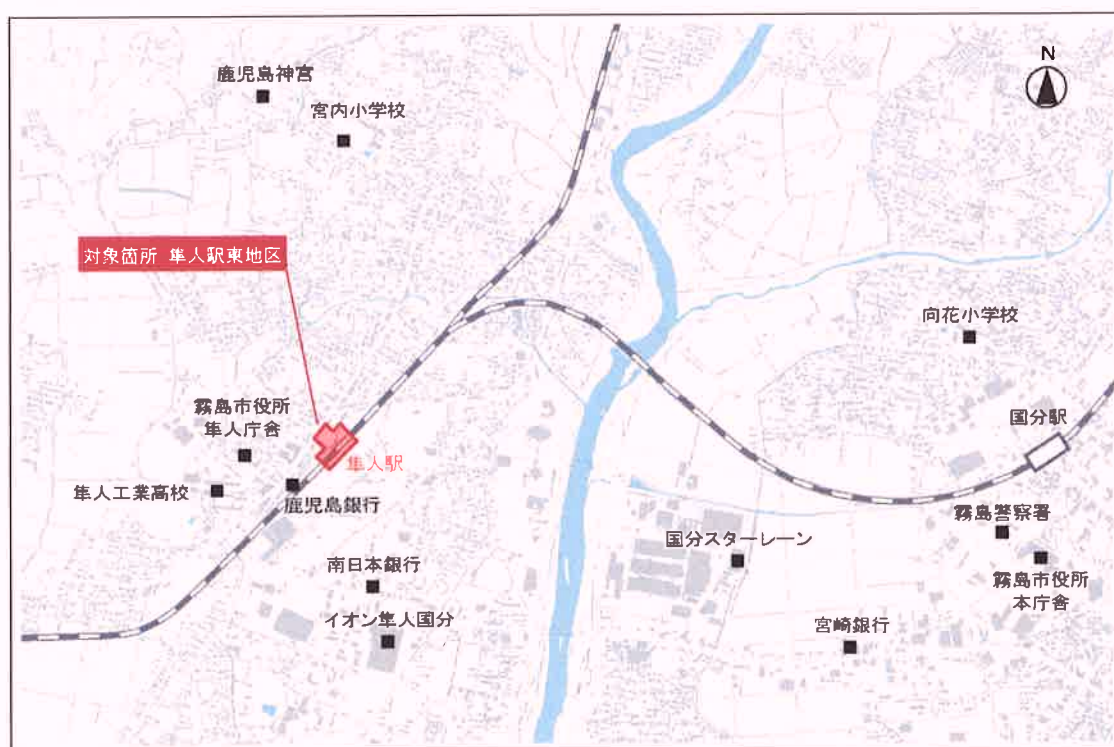 N
鹿児島神宮
宮内小学校
対象箇所 隼人駅東地区
向花小学校
霧島市役所
隼人庁舎
国分駅
隼人駅
隼人工業高校
鹿児島銀行
霧島警察署
国分スターレーン
南日本銀行
霧島市役所
本庁舎
イオン隼人国分
宮崎銀行